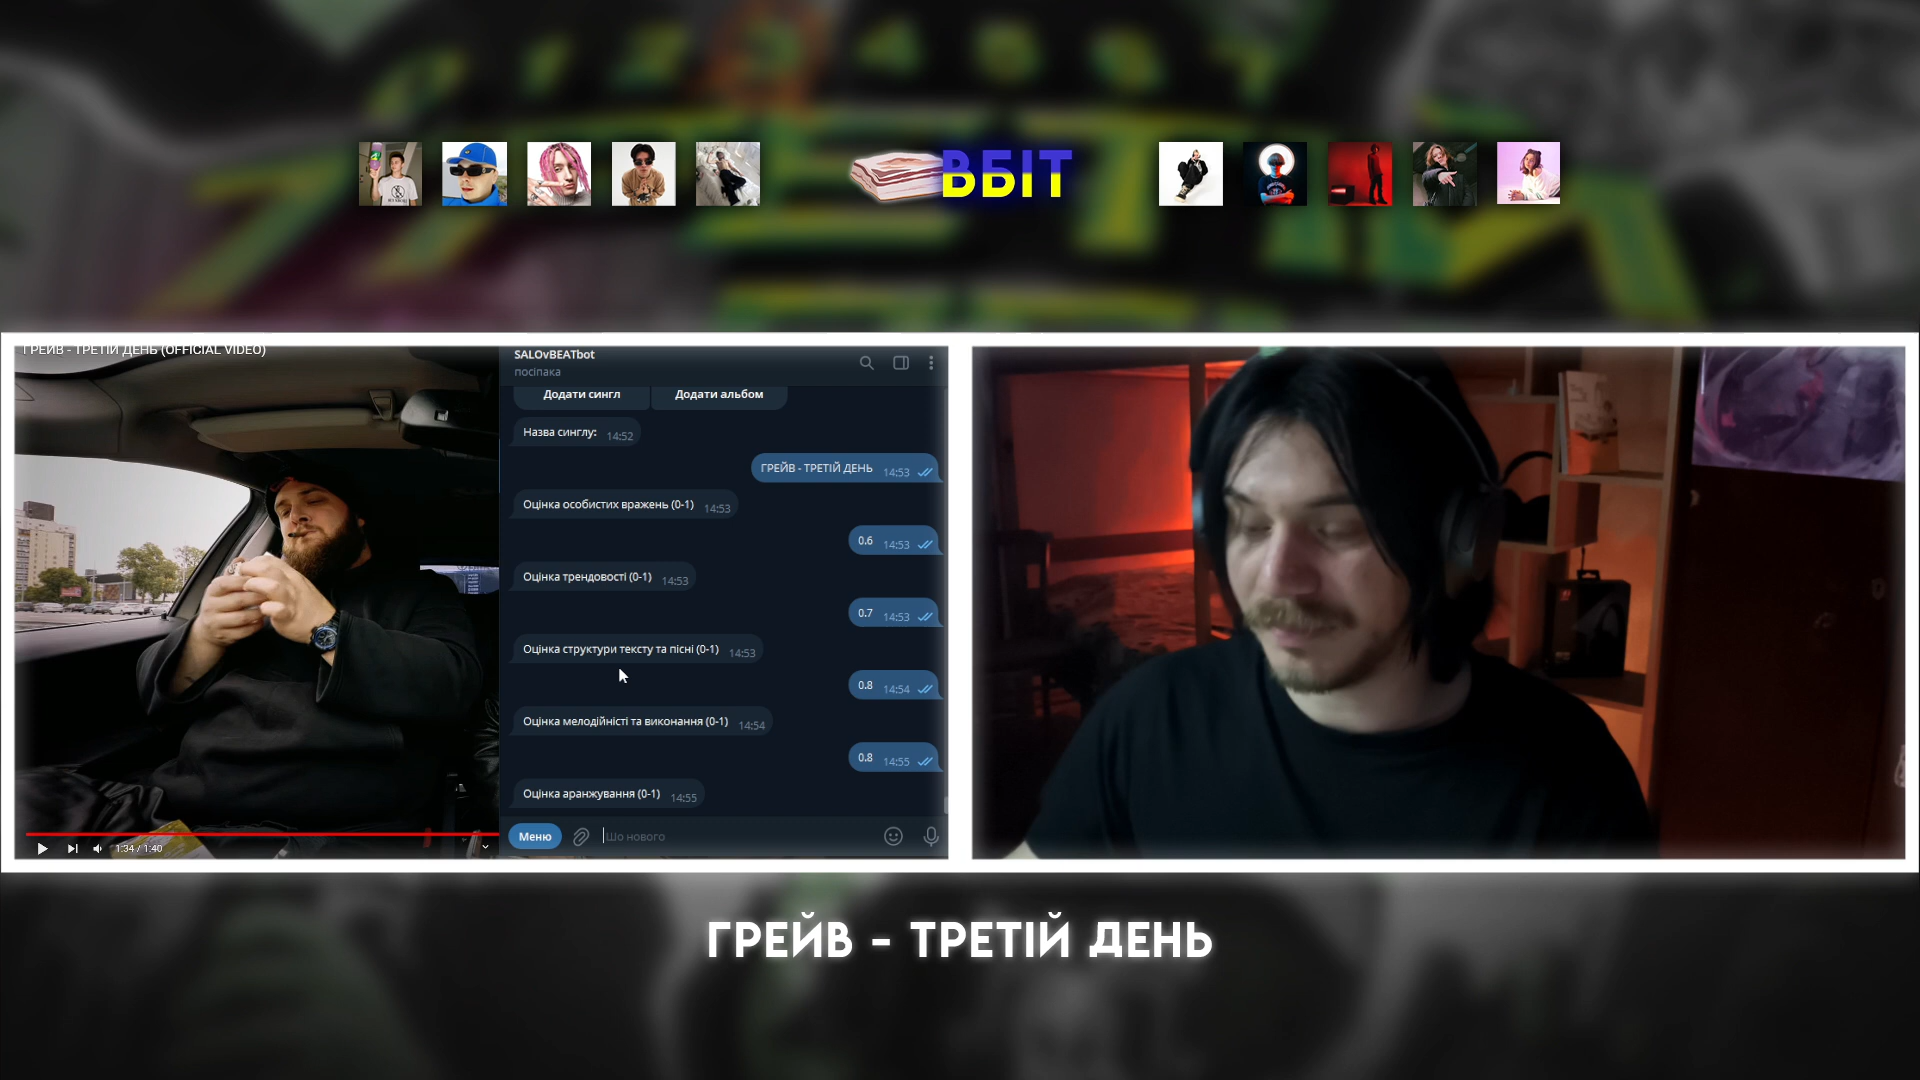 ВБІТ
ГРЕЙВ - ТРЕТІЙ ДЕНЬ (OFFICIAL VIDEO)
SALOvBEATbot
посіпака
Додати сингл
Додати альбом
Назва синглу: 14:52
ГРЕЙВ - ТРЕТІЙ ДЕНЬ 14:53
Оцінка особистих вражень (0-1) 14:53
0.6 14:53
Оцінка трендовості (0-1) 14:53
0.7 14:53
Оцінка структури тексту та пісні (0-1) 14:53
0.8 14:54
Оцінка мелодійністі та виконання (0-1) 14:54
0.8 14:55
Оцінка аранжування (0-1) 14:55
Меню
Шо нового
1:34 / 1:40
ГРЕЙВ - ТРЕТІЙ ДЕНЬ